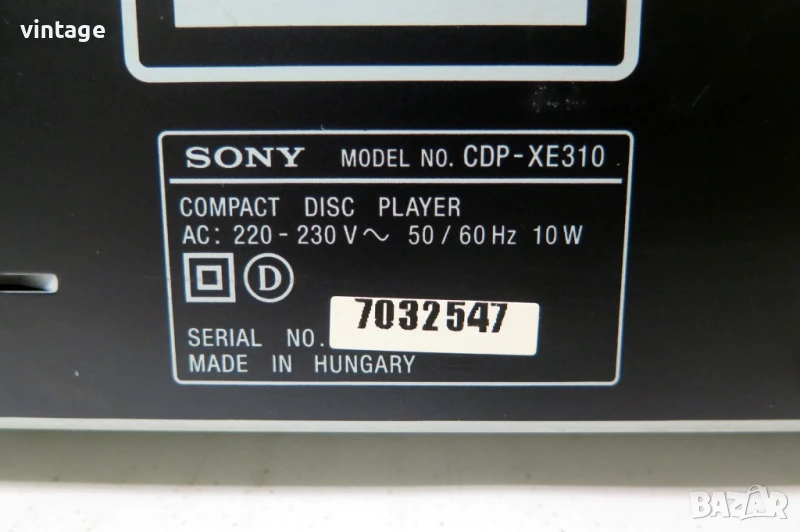 vintage
SONY MODEL NO. CDP-XE310
COMPACT DISC PLAYER
AC: 220 - 230 V ~ 50 / 60 Hz 10 W
D
SERIAL NO. 7032547
MADE IN HUNGARY
BAZAR